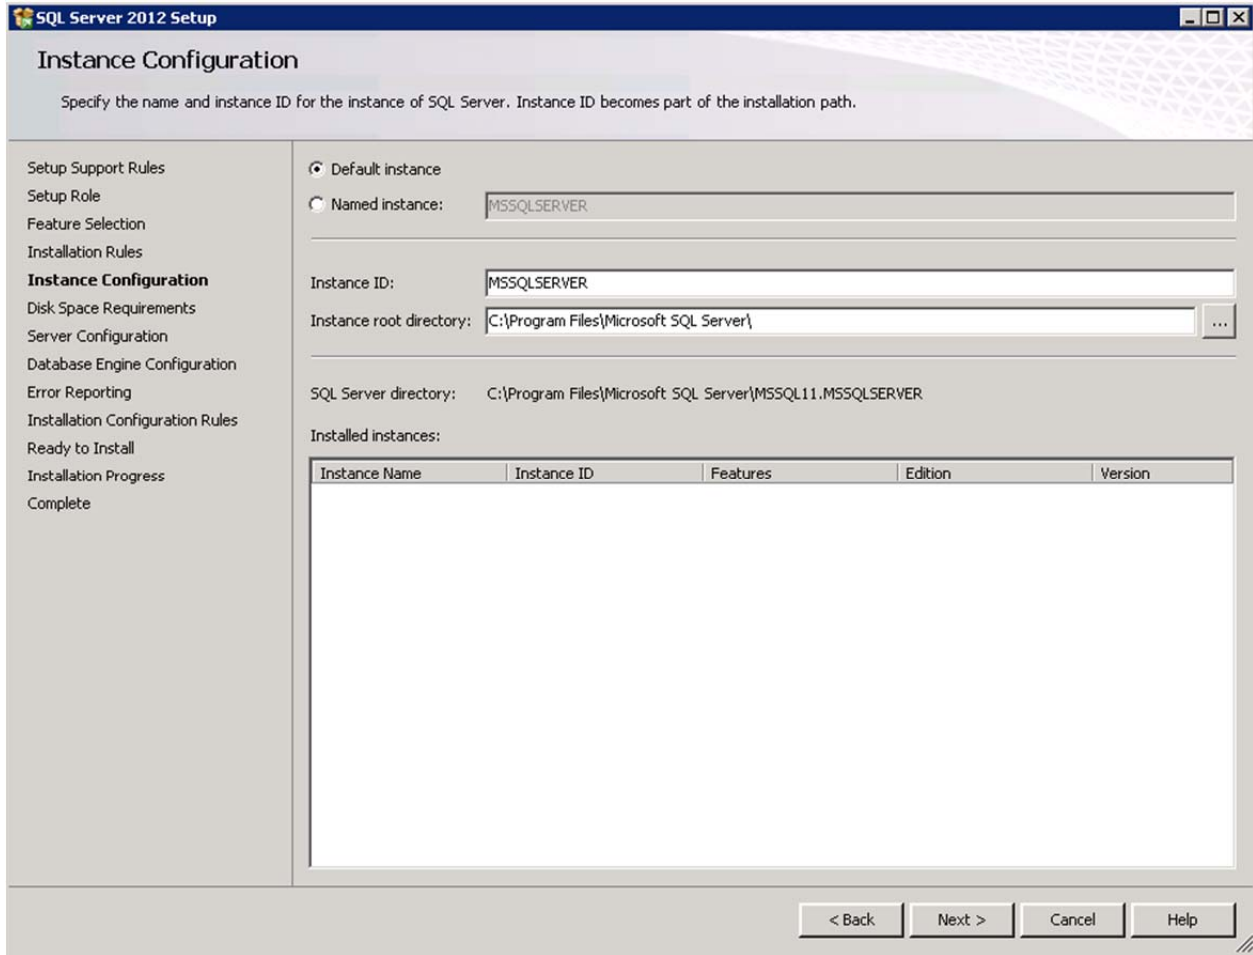 SQL Server 2012 Setup
Instance Configuration
Specify the name and instance ID for the instance of SQL Server. Instance ID becomes part of the installation path.
Setup Support Rules
Setup Role
Feature Selection
Installation Rules
Instance Configuration
Disk Space Requirements
Server Configuration
Database Engine Configuration
Error Reporting
Installation Configuration Rules
Ready to Install
Installation Progress
Complete
Default instance
Named instance: MSSQLSERVER
Instance ID: MSSQLSERVER
Instance root directory: C:\Program Files\Microsoft SQL Server\ ...
SQL Server directory: C:\Program Files\Microsoft SQL Server\MSSQL11.MSSQLSERVER
Installed instances:
Instance Name Instance ID Features Edition Version
< Back Next > Cancel Help